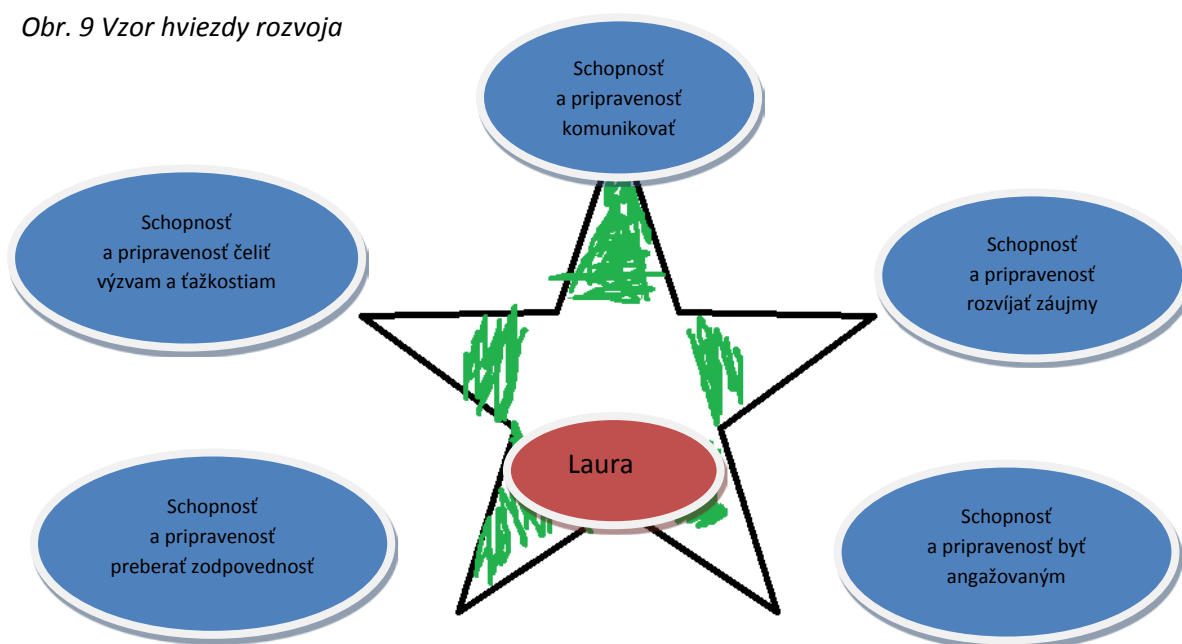 Obr. 9 Vzor hviezdy rozvoja
Schopnosť
a pripravenosť
komunikovať
Schopnosť
a pripravenosť čeliť
výzvam a ťažkostiam
Schopnosť
a pripravenosť
rozvíjať záujmy
Laura
Schopnosť
a pripravenosť
preberať zodpovednosť
Schopnosť
a pripravenosť byť
angažovaným